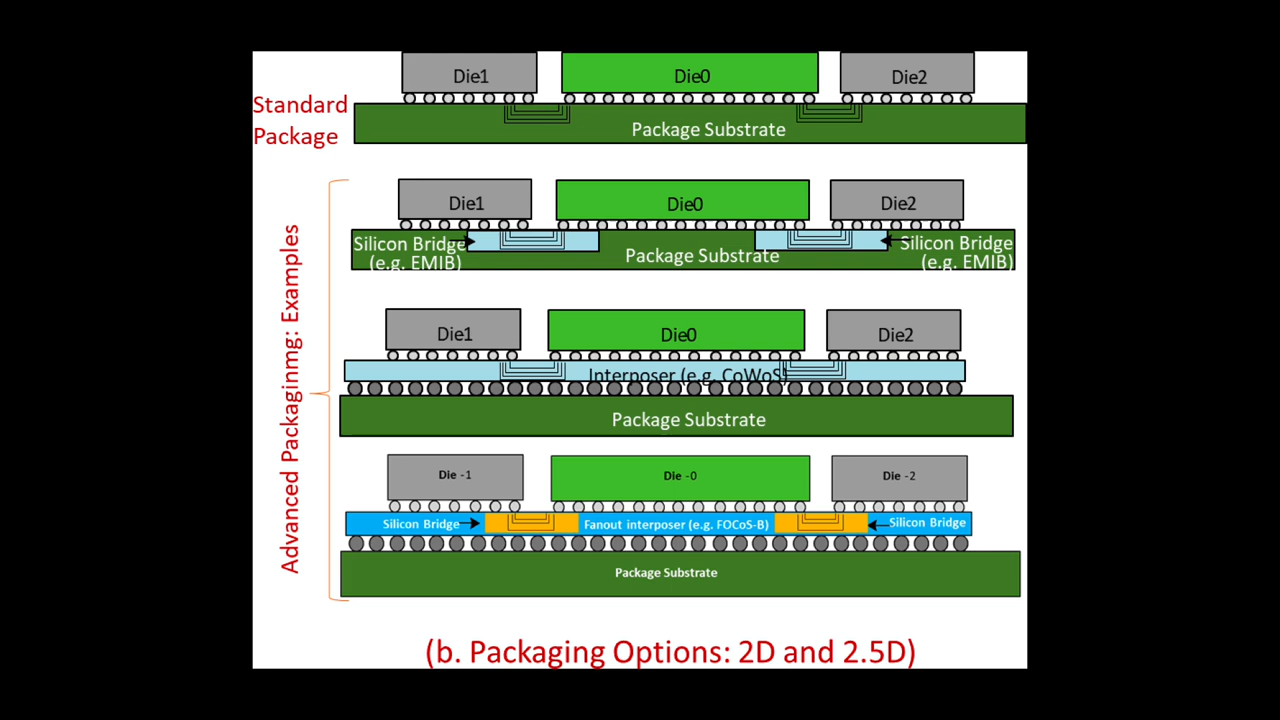 Die1
Die0
Die2
Standard
Package
Package Substrate
Advanced Packaginmg: Examples
Die1
Die0
Die2
Silicon Bridge
(e.g. EMIB)
Package Substrate
Silicon Bridge
(e.g. EMIB)
Die1
Die0
Die2
Interposer (e.g. CoWoS)
Package Substrate
Die -1
Die -0
Die -2
Silicon Bridge
Fanout interposer (e.g. FOCoS-B)
Silicon Bridge
Package Substrate
(b. Packaging Options: 2D and 2.5D)